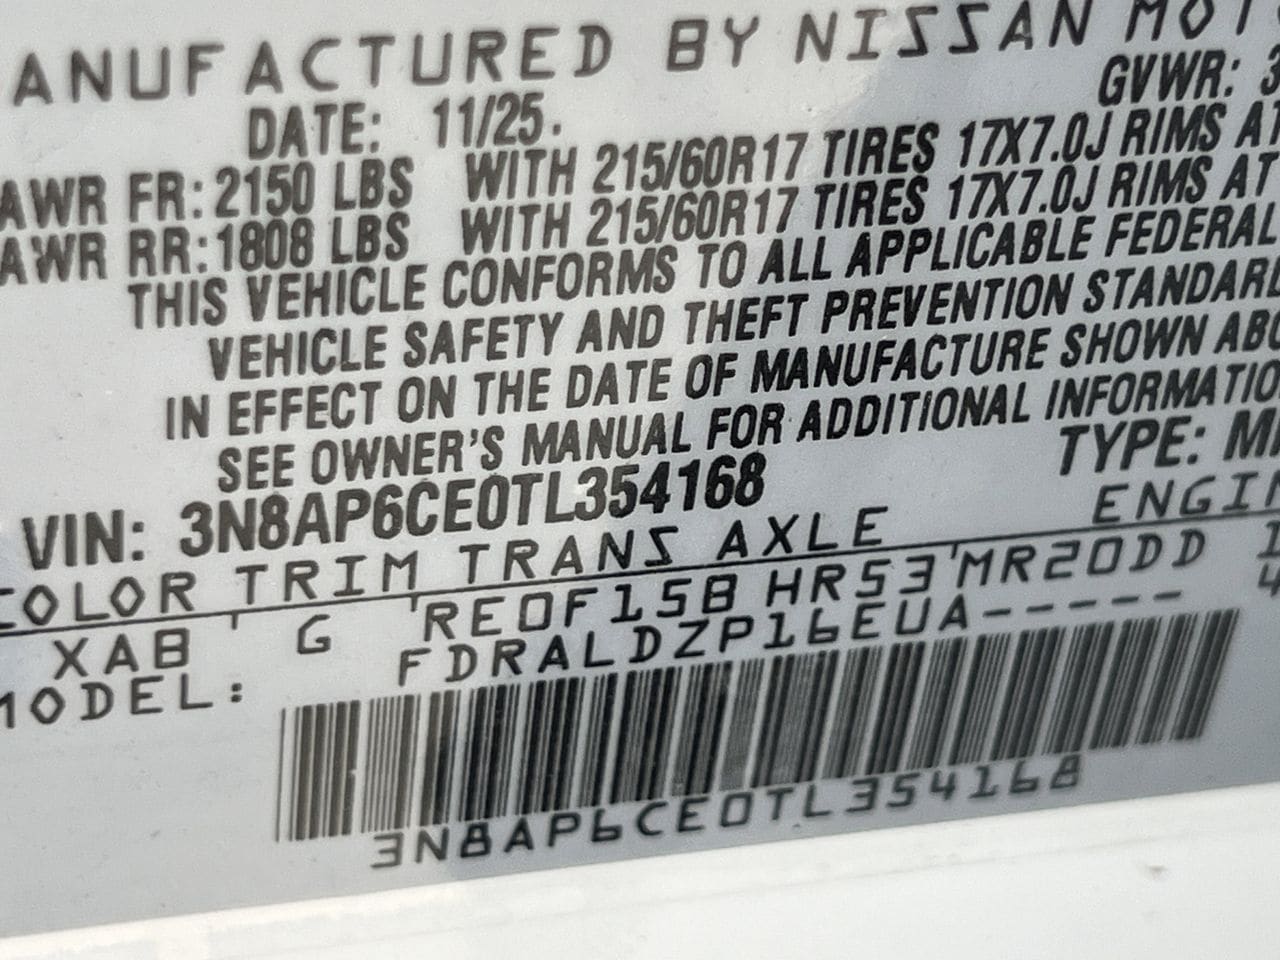 ANUFACTURED BY NISSAN MOT
DATE: 11/25. GVWR: 3
AWR FR: 2150 LBS WITH 215/60R17 TIRES 17X7.0J RIMS AT
AWR RR: 1808 LBS WITH 215/60R17 TIRES 17X7.0J RIMS AT
THIS VEHICLE CONFORMS TO ALL APPLICABLE FEDERAL
VEHICLE SAFETY AND THEFT PREVENTION STANDARD
IN EFFECT ON THE DATE OF MANUFACTURE SHOWN ABO
SEE OWNER'S MANUAL FOR ADDITIONAL INFORMATIO
VIN: 3N8AP6CE0TL354168 TYPE: M
COLOR TRIM TRANS AXLE ENGIN
XAB ' G 'RE0F15B HR53'MR20DD 1
MODEL: FDRALDZP16EUA----- 4
3N8AP6CE0TL354168